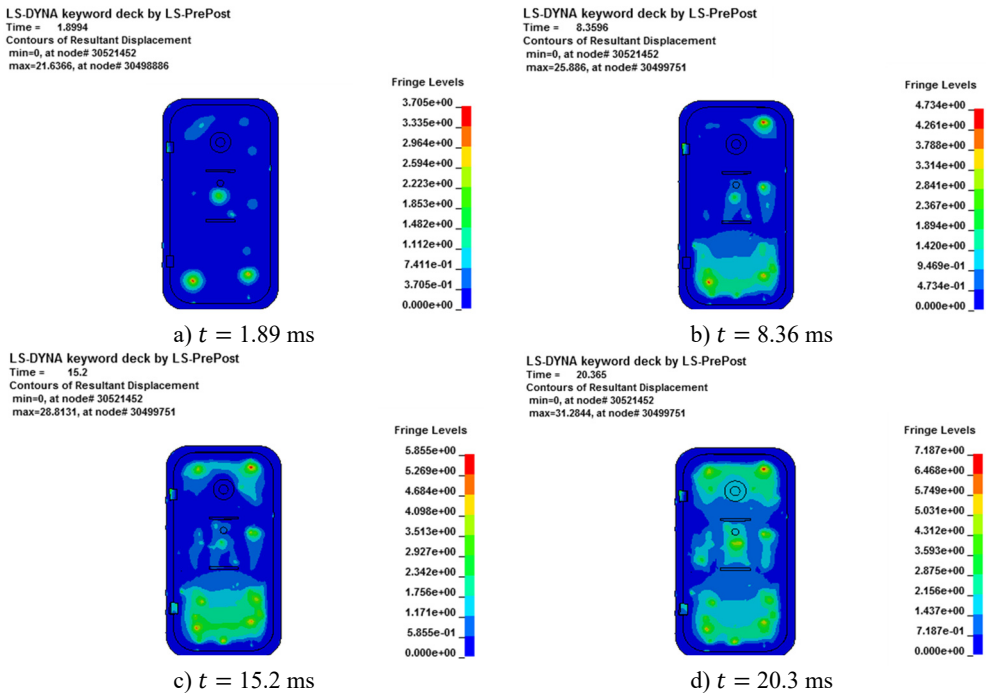 LS-DYNA keyword deck by LS-PrePost
Time = 1.8994
Contours of Resultant Displacement
min=0, at node# 30521452
max=21.6366, at node# 30498886
Fringe Levels
3.705e+00
3.335e+00
2.964e+00
2.594e+00
2.223e+00
1.853e+00
1.482e+00
1.112e+00
7.411e-01
3.705e-01
0.000e+00
a) t = 1.89 ms
LS-DYNA keyword deck by LS-PrePost
Time = 8.3596
Contours of Resultant Displacement
min=0, at node# 30521452
max=25.886, at node# 30499751
Fringe Levels
4.734e+00
4.261e+00
3.788e+00
3.314e+00
2.841e+00
2.367e+00
1.894e+00
1.420e+00
9.469e-01
4.734e-01
0.000e+00
b) t = 8.36 ms
LS-DYNA keyword deck by LS-PrePost
Time = 15.2
Contours of Resultant Displacement
min=0, at node# 30521452
max=28.8131, at node# 30499751
Fringe Levels
5.855e+00
5.269e+00
4.684e+00
4.098e+00
3.513e+00
2.927e+00
2.342e+00
1.756e+00
1.171e+00
5.855e-01
0.000e+00
c) t = 15.2 ms
LS-DYNA keyword deck by LS-PrePost
Time = 20.365
Contours of Resultant Displacement
min=0, at node# 30521452
max=31.2844, at node# 30499751
Fringe Levels
7.187e+00
6.468e+00
5.749e+00
5.031e+00
4.312e+00
3.593e+00
2.875e+00
2.156e+00
1.437e+00
7.187e-01
0.000e+00
d) t = 20.3 ms